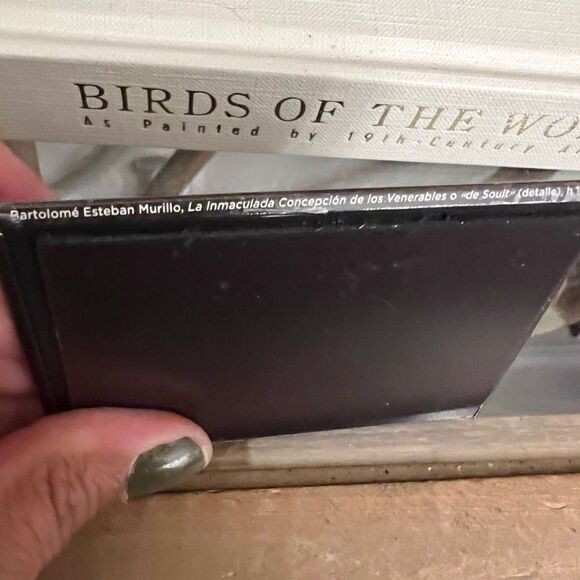 BIRDS OF THE WO
As Painted by 19th-Century A
Bartolomé Esteban Murillo, La Inmaculada Concepción de los Venerables o «de Soult» (detalle), h.1